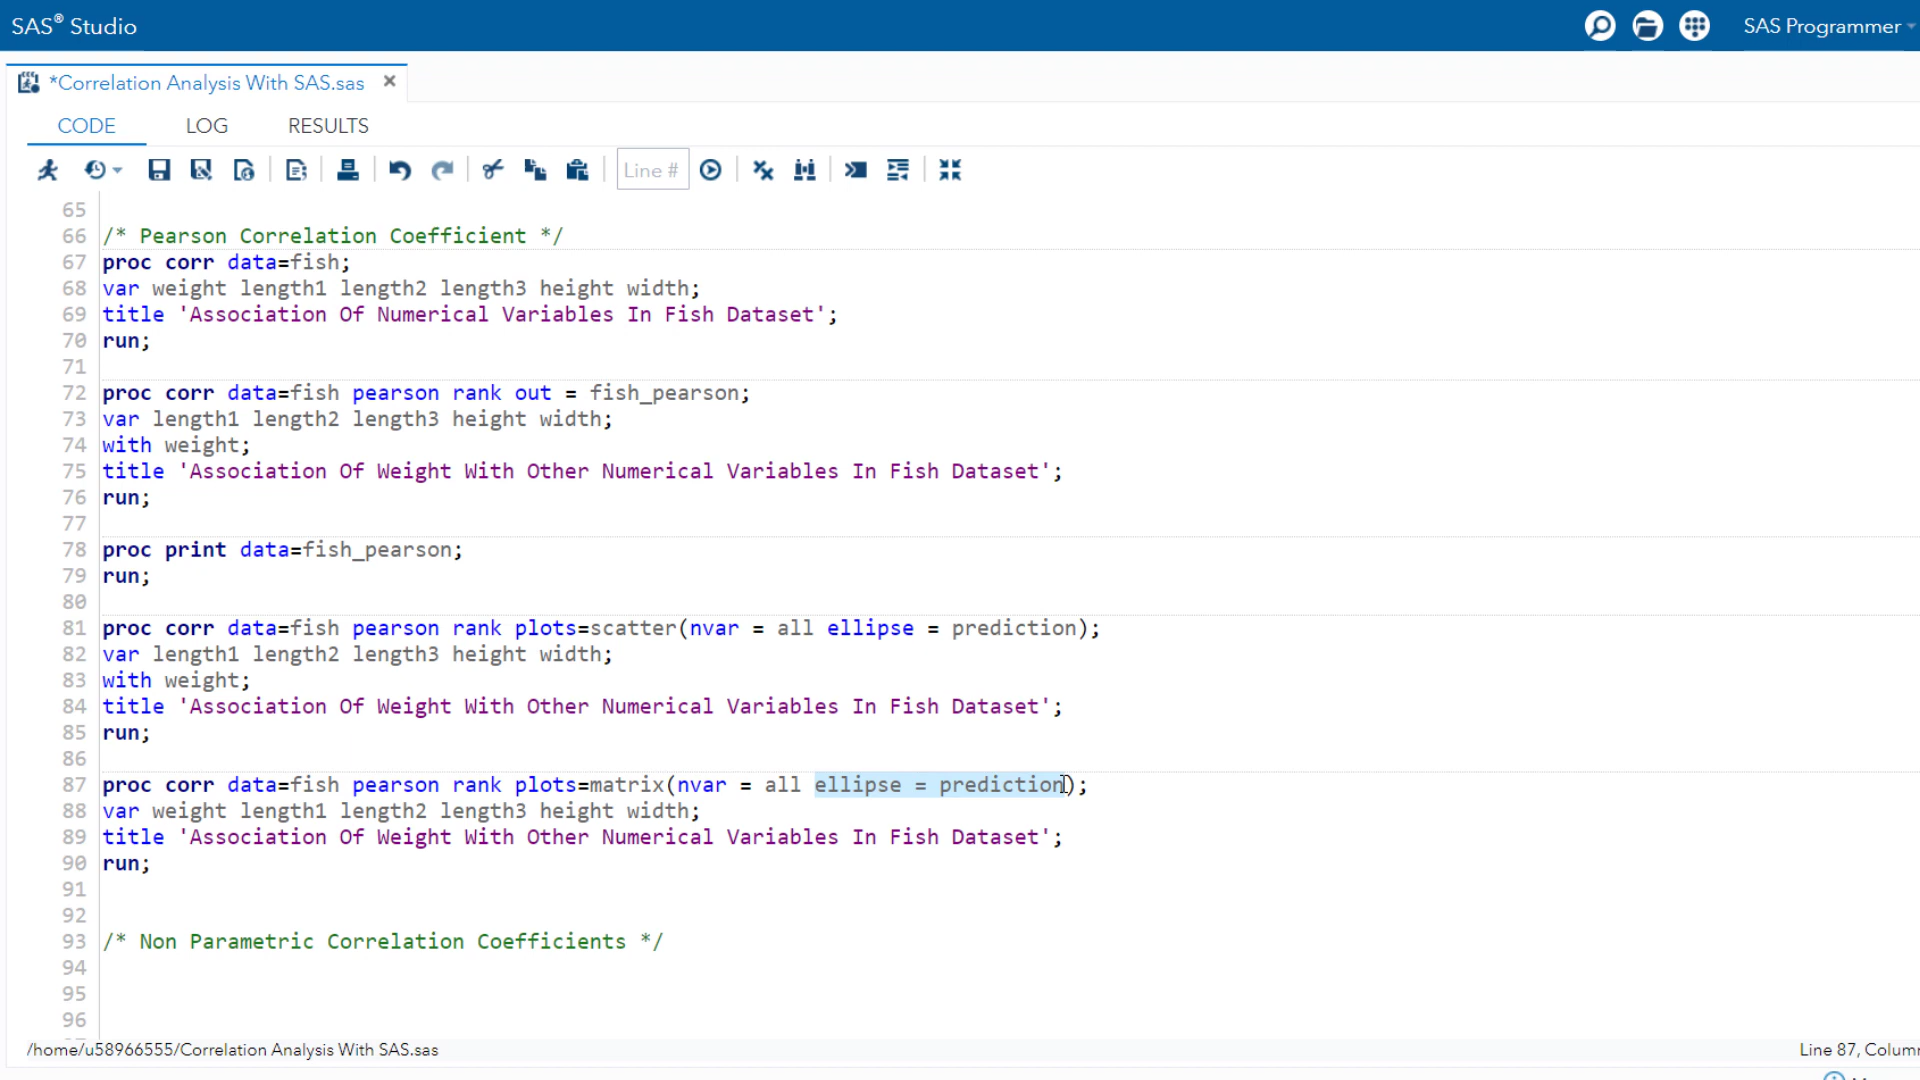 SAS® Studio
SAS Programmer
*Correlation Analysis With SAS.sas
CODE LOG RESULTS
Line #
65
66 /* Pearson Correlation Coefficient */
67 proc corr data=fish;
68 var weight length1 length2 length3 height width;
69 title 'Association Of Numerical Variables In Fish Dataset';
70 run;
71
72 proc corr data=fish pearson rank out = fish_pearson;
73 var length1 length2 length3 height width;
74 with weight;
75 title 'Association Of Weight With Other Numerical Variables In Fish Dataset';
76 run;
77
78 proc print data=fish_pearson;
79 run;
80
81 proc corr data=fish pearson rank plots=scatter(nvar = all ellipse = prediction);
82 var length1 length2 length3 height width;
83 with weight;
84 title 'Association Of Weight With Other Numerical Variables In Fish Dataset';
85 run;
86
87 proc corr data=fish pearson rank plots=matrix(nvar = all ellipse = prediction);
88 var weight length1 length2 length3 height width;
89 title 'Association Of Weight With Other Numerical Variables In Fish Dataset';
90 run;
91
92
93 /* Non Parametric Correlation Coefficients */
94
95
96
/home/u58966555/Correlation Analysis With SAS.sas
Line 87, Colum